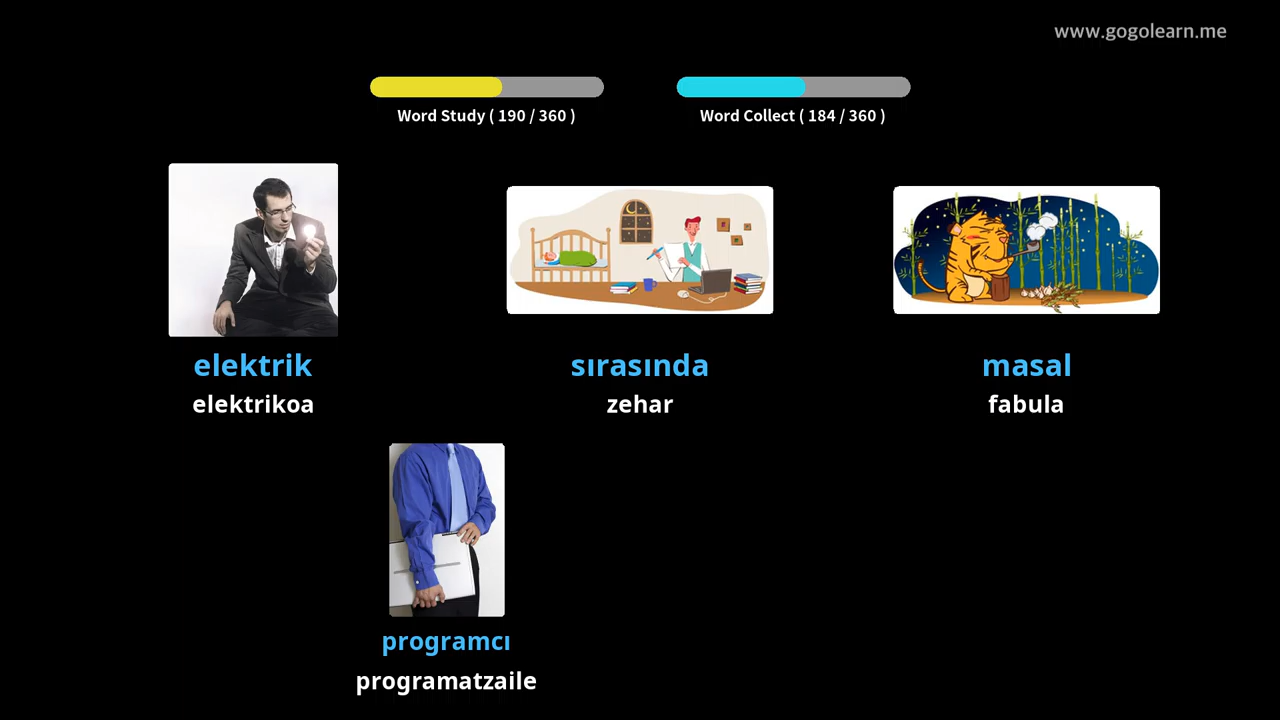 www.gogolearn.me
Word Study ( 190 / 360 )
Word Collect ( 184 / 360 )
elektrik
elektrikoa
sırasında
zehar
masal
fabula
programcı
programatzaile